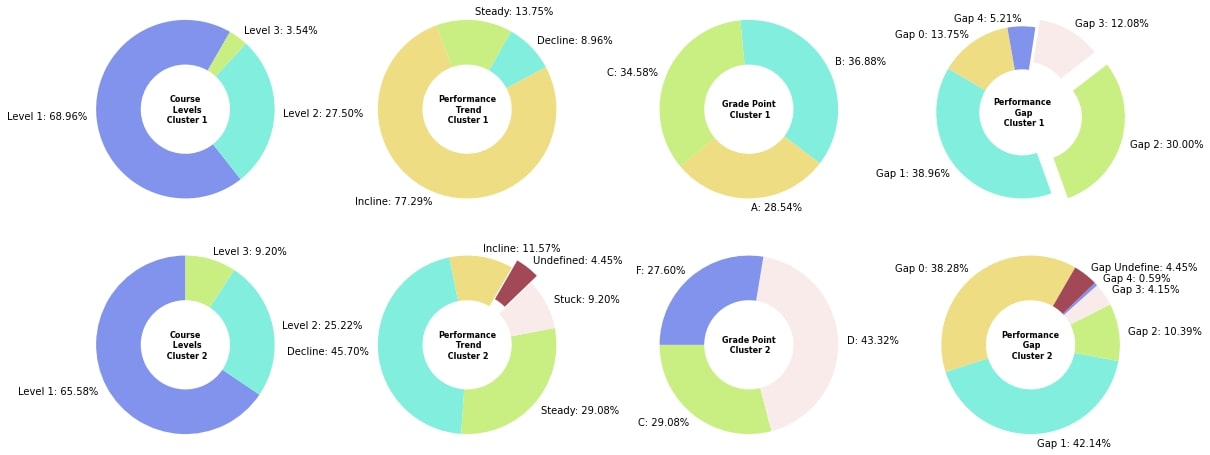 Level 3: 3.54%
Level 1: 68.96%
Level 2: 27.50%
Course
Levels
Cluster 1
Steady: 13.75%
Decline: 8.96%
Incline: 77.29%
Performance
Trend
Cluster 1
C: 34.58%
B: 36.88%
A: 28.54%
Grade Point
Cluster 1
Gap 4: 5.21%
Gap 3: 12.08%
Gap 0: 13.75%
Gap 2: 30.00%
Gap 1: 38.96%
Performance
Gap
Cluster 1
Level 3: 9.20%
Level 2: 25.22%
Level 1: 65.58%
Course
Levels
Cluster 2
Incline: 11.57%
Undefined: 4.45%
Stuck: 9.20%
Decline: 45.70%
Steady: 29.08%
Performance
Trend
Cluster 2
F: 27.60%
D: 43.32%
C: 29.08%
Grade Point
Cluster 2
Gap 0: 38.28%
Gap Undefine: 4.45%
Gap 4: 0.59%
Gap 3: 4.15%
Gap 2: 10.39%
Gap 1: 42.14%
Performance
Gap
Cluster 2